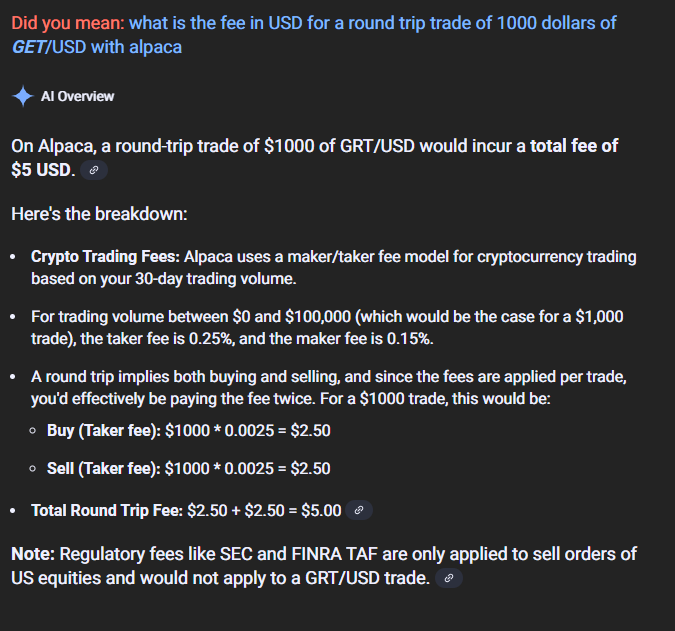 Did you mean: what is the fee in USD for a round trip trade of 1000 dollars of
GET/USD with alpaca
AI Overview
On Alpaca, a round-trip trade of $1000 of GRT/USD would incur a total fee of
$5 USD.
Here's the breakdown:
• Crypto Trading Fees: Alpaca uses a maker/taker fee model for cryptocurrency trading
based on your 30-day trading volume.
• For trading volume between $0 and $100,000 (which would be the case for a $1,000
trade), the taker fee is 0.25%, and the maker fee is 0.15%.
• A round trip implies both buying and selling, and since the fees are applied per trade,
you'd effectively be paying the fee twice. For a $1000 trade, this would be:
○ Buy (Taker fee): $1000 * 0.0025 = $2.50
○ Sell (Taker fee): $1000 * 0.0025 = $2.50
• Total Round Trip Fee: $2.50 + $2.50 = $5.00
Note: Regulatory fees like SEC and FINRA TAF are only applied to sell orders of
US equities and would not apply to a GRT/USD trade.